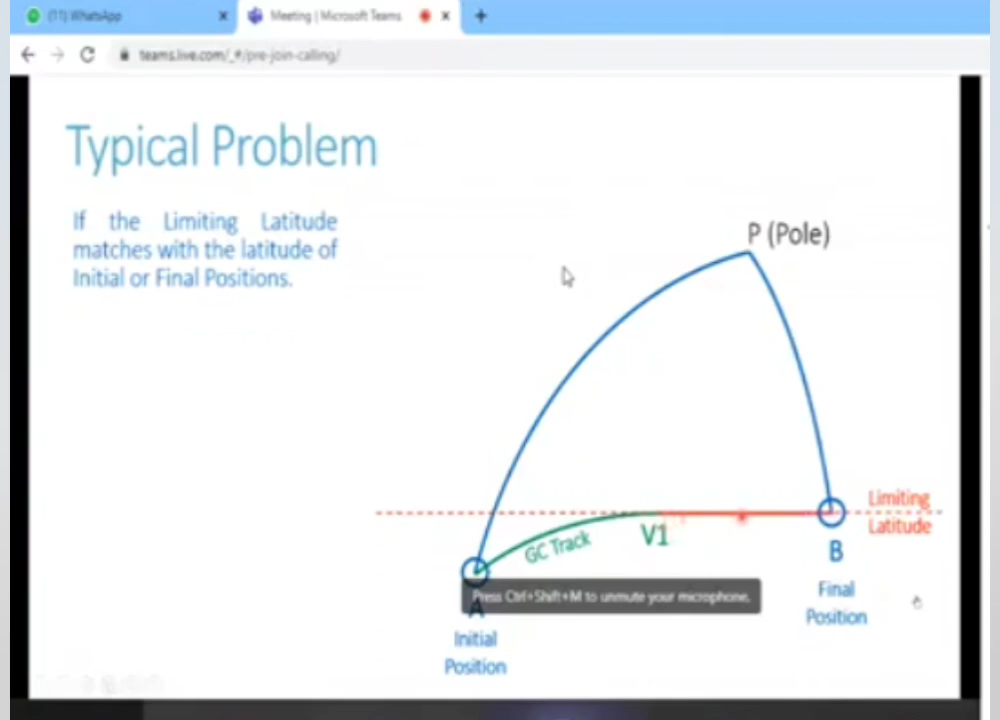 (11) WhatsApp
Meeting | Microsoft Teams
teams.live.com/_#/pre-join-calling/
Typical Problem
If the Limiting Latitude
matches with the latitude of
Initial or Final Positions.
P (Pole)
Limiting
Latitude
GC Track
V1
B
Press Ctrl+Shift+M to unmute your microphone.
A
Final
Position
Initial
Position